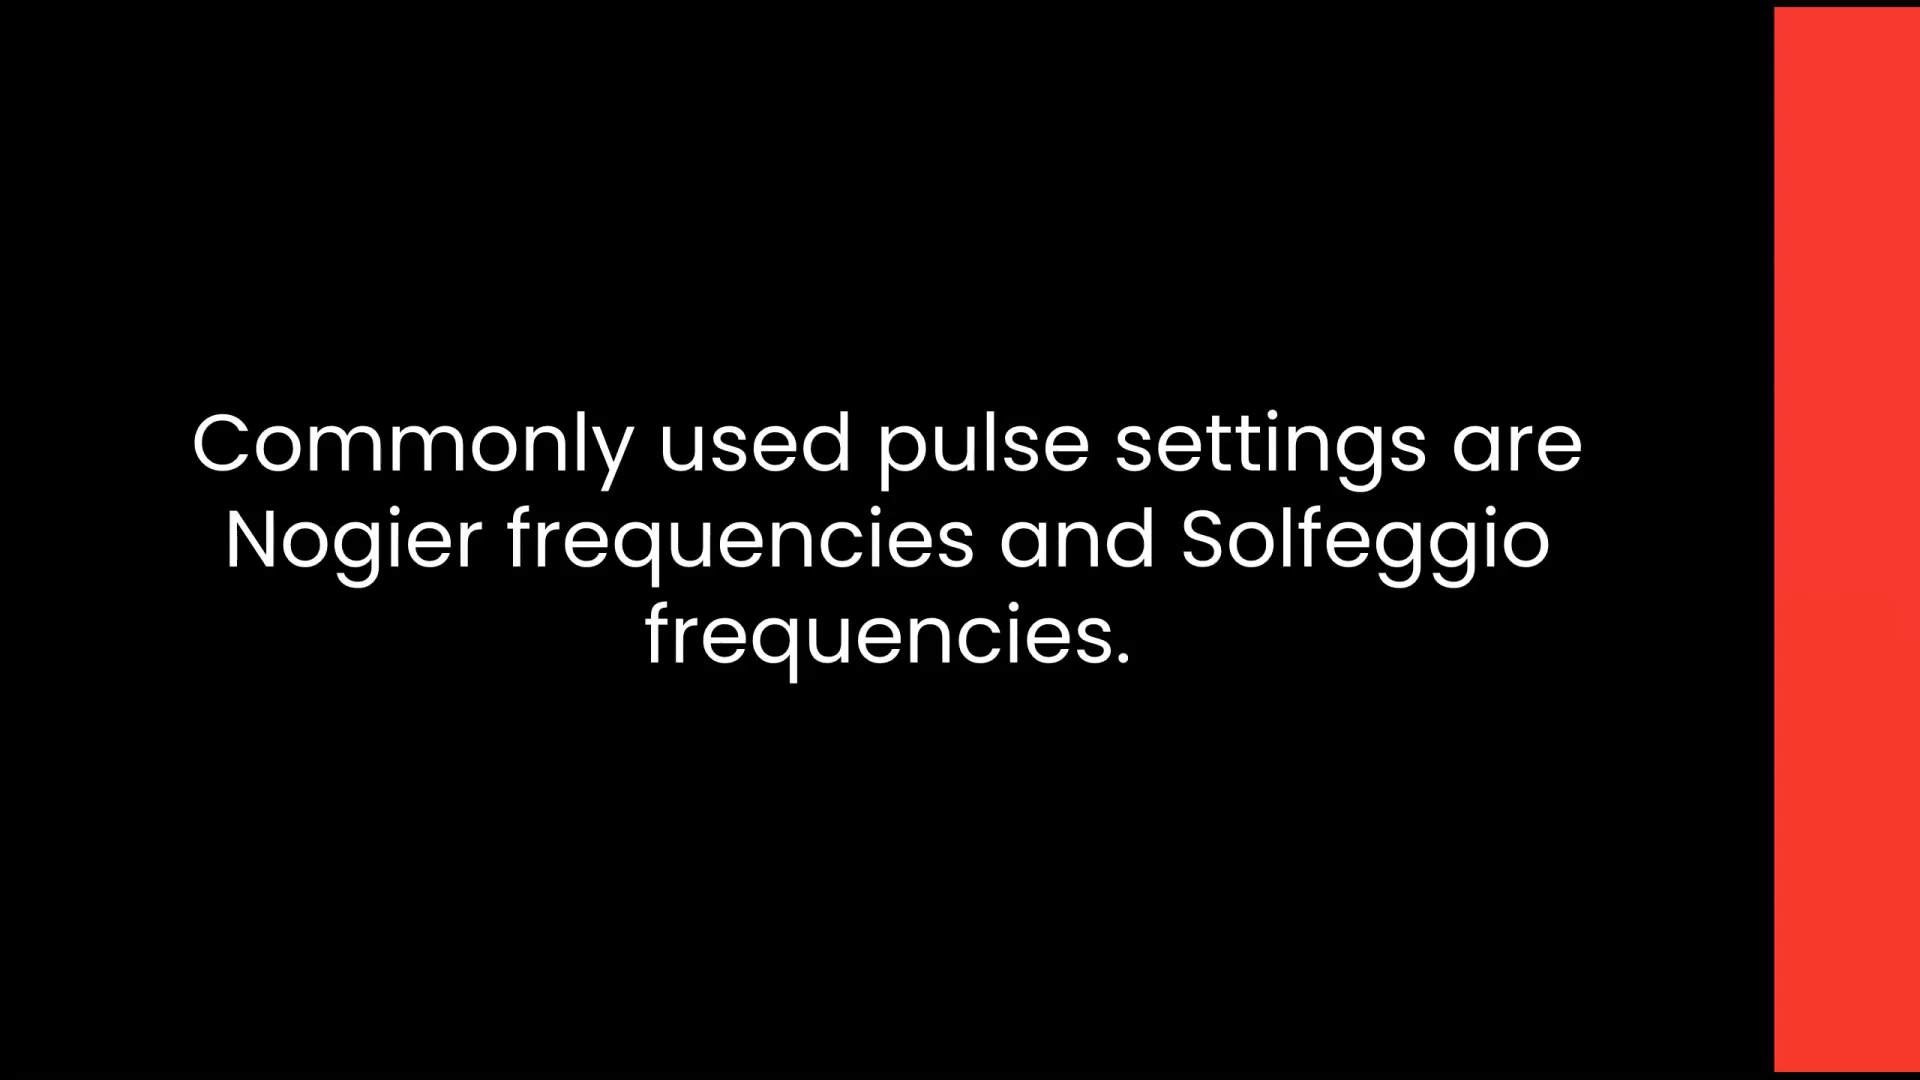 Commonly used pulse settings are
Nogier frequencies and Solfeggio
frequencies.